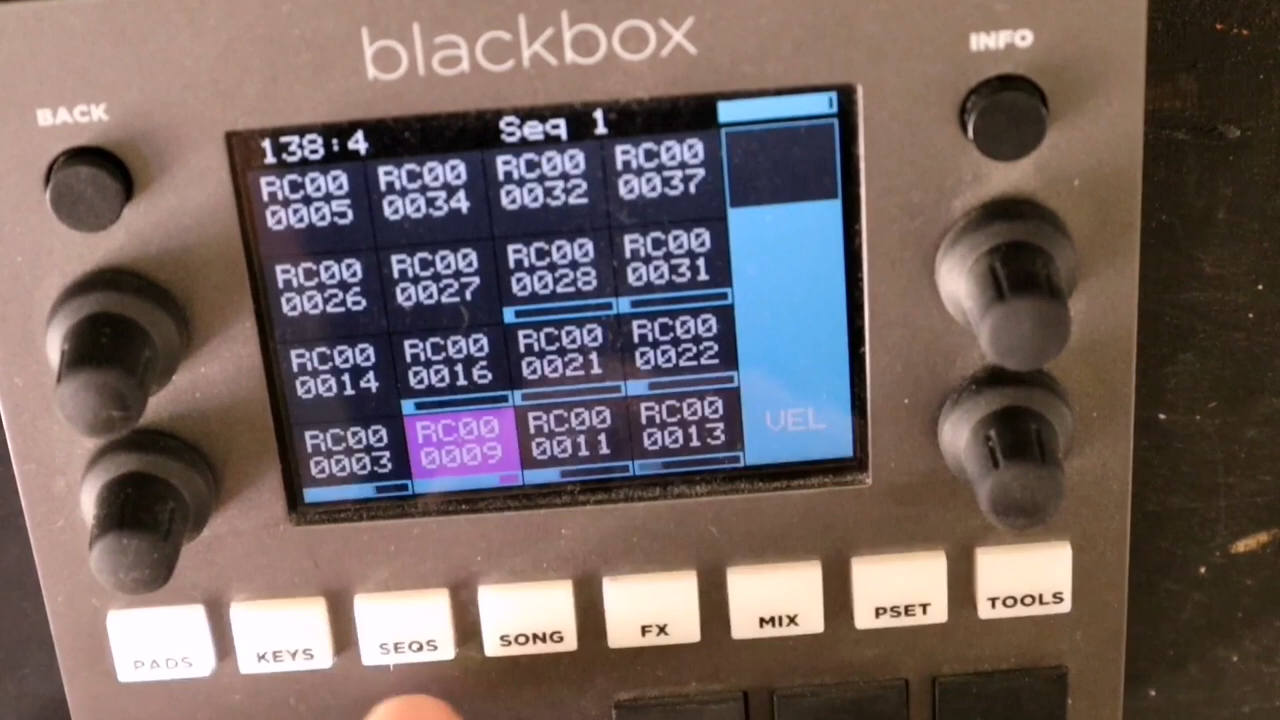 blackbox
INFO
BACK
138:4 Seq 1
RC00 0005 RC00 0034 RC00 0032 RC00 0037
RC00 0026 RC00 0027 RC00 0028 RC00 0031
RC00 0014 RC00 0016 RC00 0021 RC00 0022
RC00 0003 RC00 0009 RC00 0011 RC00 0013
VEL
PADS KEYS SEQS SONG FX MIX PSET TOOLS